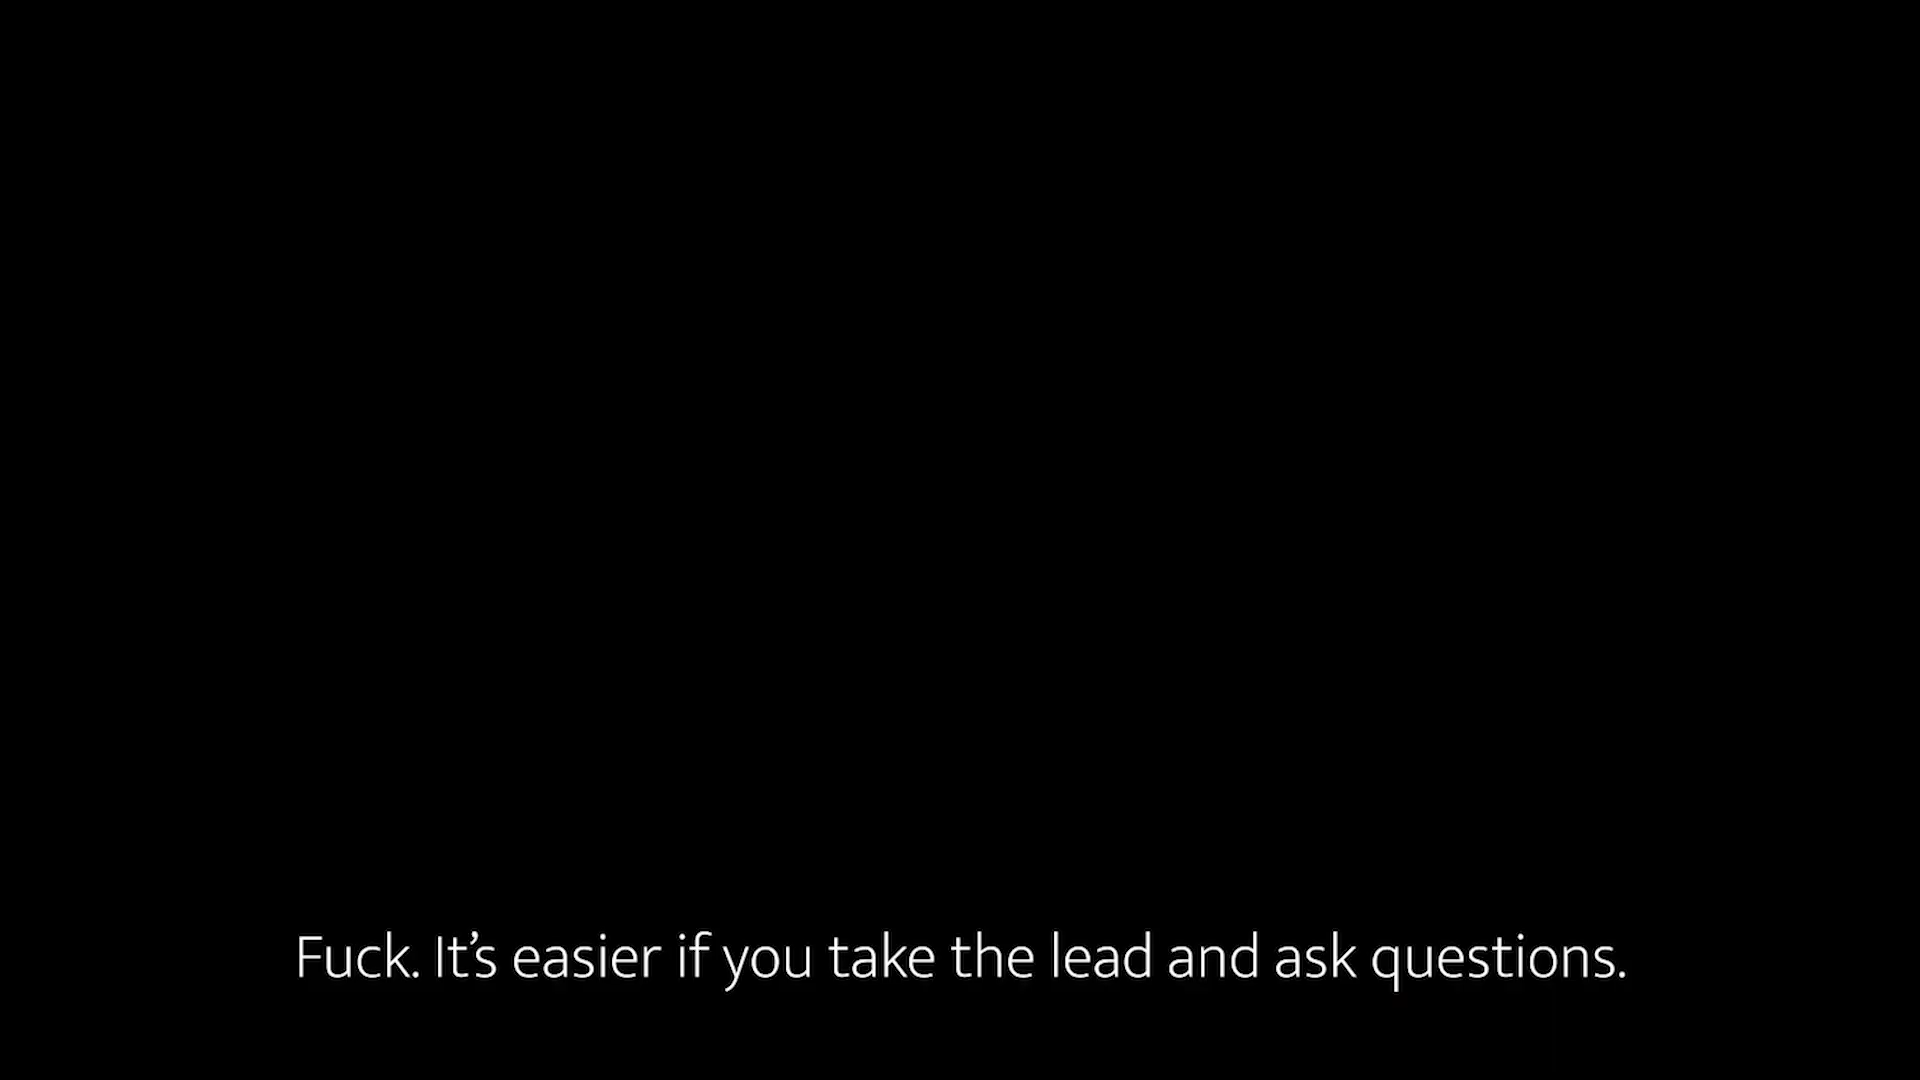 Fuck. It’s easier if you take the lead and ask questions.